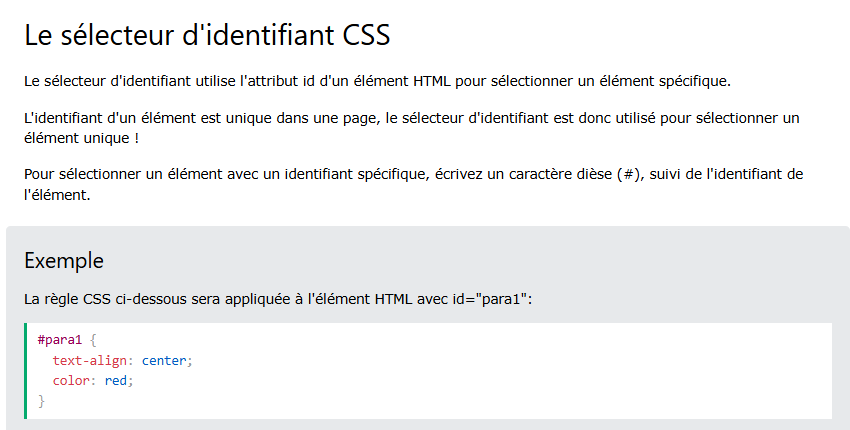 Le sélecteur d'identifiant CSS
Le sélecteur d'identifiant utilise l'attribut id d'un élément HTML pour sélectionner un élément spécifique.
L'identifiant d'un élément est unique dans une page, le sélecteur d'identifiant est donc utilisé pour sélectionner un
élément unique !
Pour sélectionner un élément avec un identifiant spécifique, écrivez un caractère dièse (#), suivi de l'identifiant de
l'élément.
Exemple
La règle CSS ci-dessous sera appliquée à l'élément HTML avec id="para1":
#para1 {
  text-align: center;
  color: red;
}